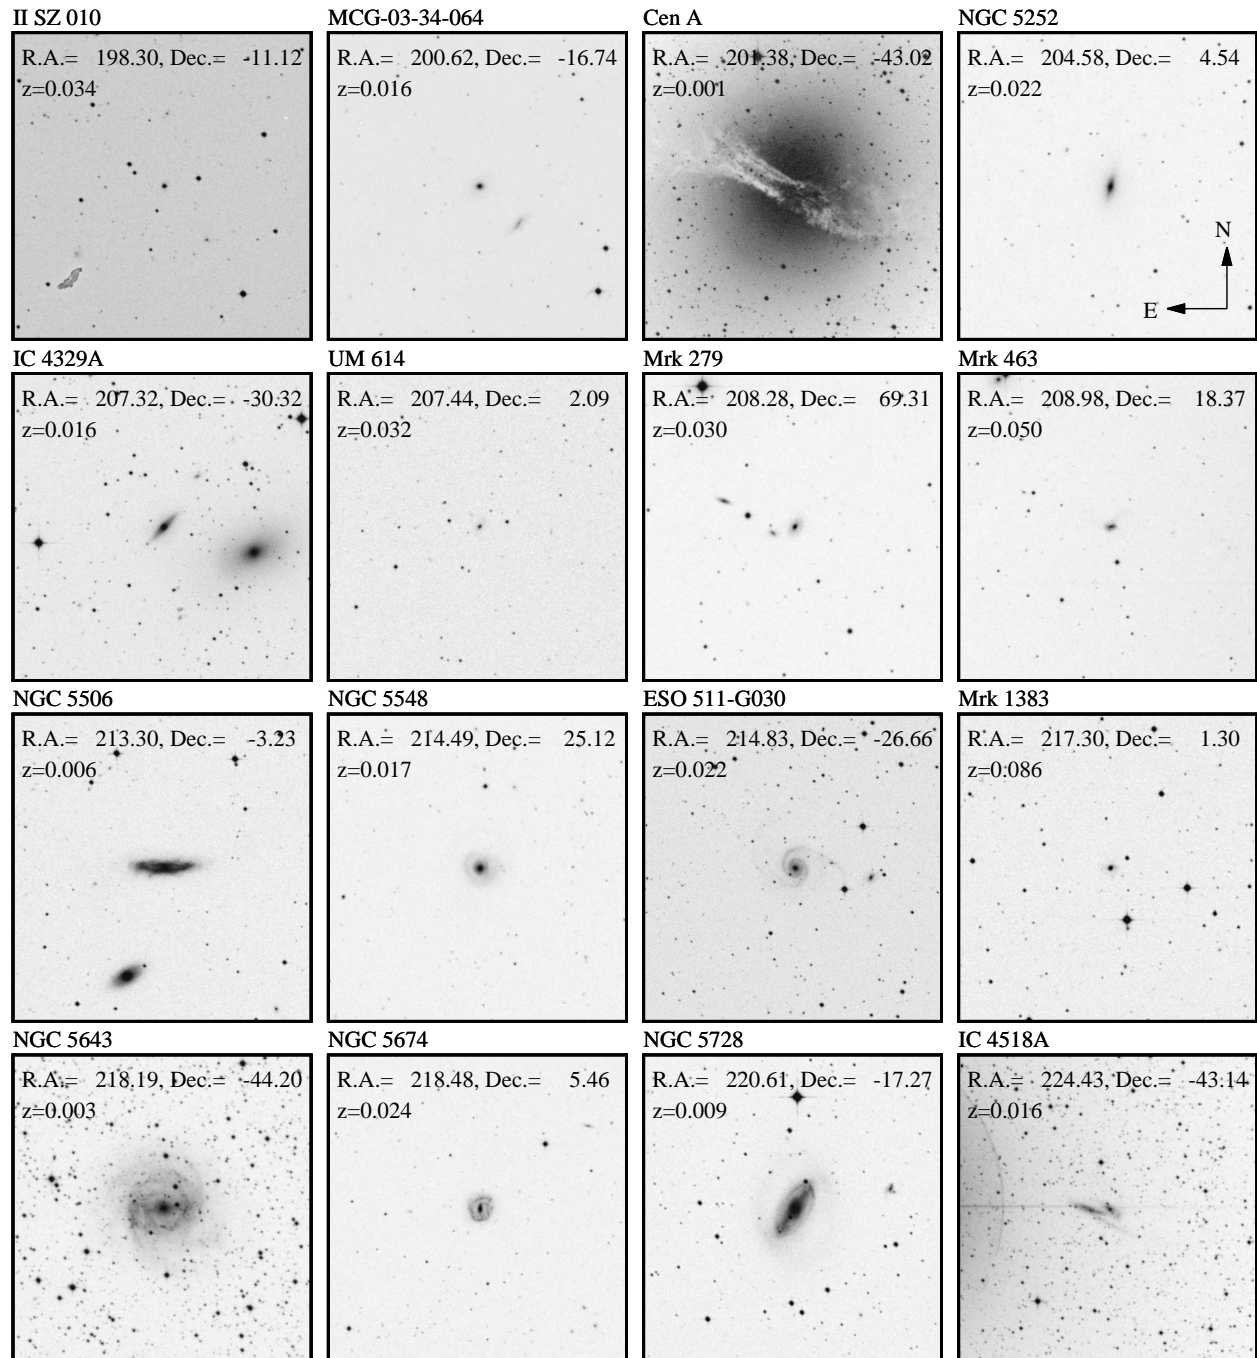 II SZ 010
R.A.= 198.30, Dec.= -11.12
z=0.034
MCG-03-34-064
R.A.= 200.62, Dec.= -16.74
z=0.016
Cen A
R.A.= 201.38, Dec.= -43.02
z=0.001
NGC 5252
R.A.= 204.58, Dec.= 4.54
z=0.022
N
E
IC 4329A
R.A.= 207.32, Dec.= -30.32
z=0.016
UM 614
R.A.= 207.44, Dec.= 2.09
z=0.032
Mrk 279
R.A.= 208.28, Dec.= 69.31
z=0.030
Mrk 463
R.A.= 208.98, Dec.= 18.37
z=0.050
NGC 5506
R.A.= 213.30, Dec.= -3.23
z=0.006
NGC 5548
R.A.= 214.49, Dec.= 25.12
z=0.017
ESO 511-G030
R.A.= 214.83, Dec.= -26.66
z=0.022
Mrk 1383
R.A.= 217.30, Dec.= 1.30
z=0.086
NGC 5643
R.A.= 218.19, Dec.= -44.20
z=0.003
NGC 5674
R.A.= 218.48, Dec.= 5.46
z=0.024
NGC 5728
R.A.= 220.61, Dec.= -17.27
z=0.009
IC 4518A
R.A.= 224.43, Dec.= -43.14
z=0.016